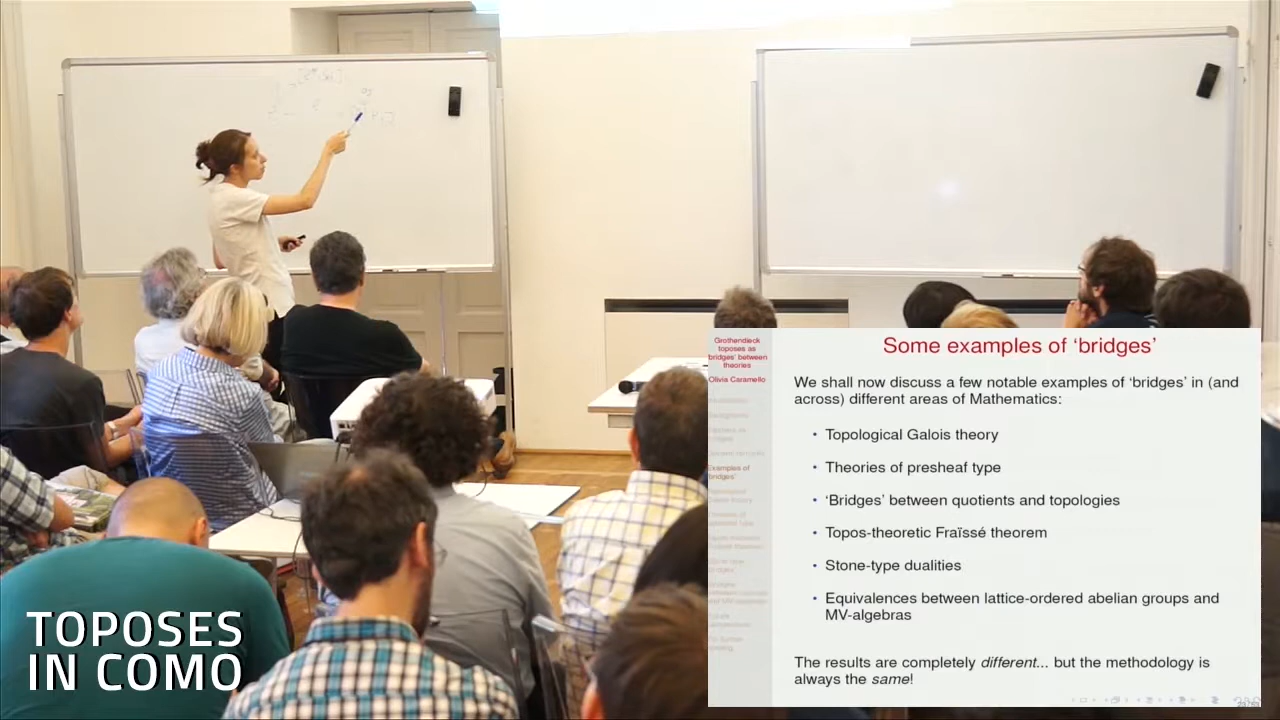 Grothendieck
toposes as
'bridges' between
theories
Olivia Caramello
Examples of
'bridges'
Some examples of ‘bridges’
We shall now discuss a few notable examples of ‘bridges’ in (and
across) different areas of Mathematics:
• Topological Galois theory
• Theories of presheaf type
• ‘Bridges’ between quotients and topologies
• Topos-theoretic Fraïssé theorem
• Stone-type dualities
• Equivalences between lattice-ordered abelian groups and
MV-algebras
The results are completely different... but the methodology is
always the same!
TOPOSES
IN COMO